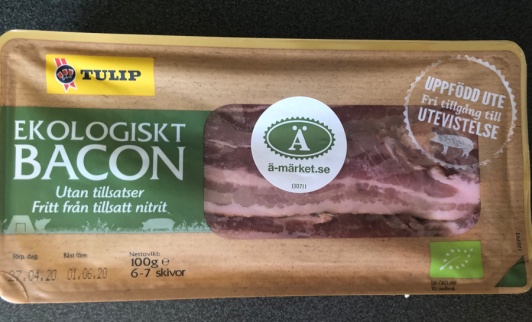 TULIP
EKOLOGISKT
BACON
Utan tillsatser
Fritt från tillsatt nitrit
Ä
ä-märket.se
UPPFÖDD UTE
Fri tillgång till
UTEVISTELSE
Förp. dag. Bäst före:
27.04.20 01.06.20
Nettovikt:
100g e
6-7 skivor